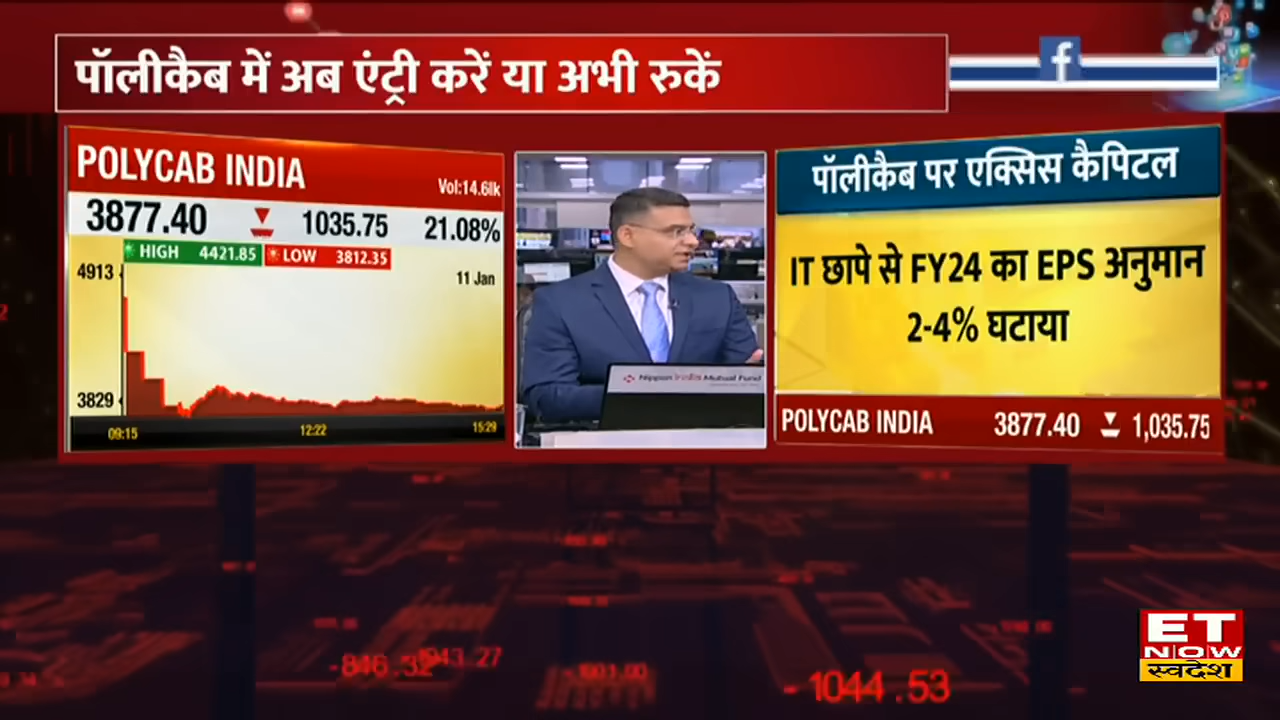 पॉलीकैब में अब एंट्री करें या अभी रुकें
f
POLYCAB INDIA
Vol:14.6lk
3877.40 1035.75 21.08%
HIGH 4421.85 LOW 3812.35
4913
11 Jan
3829
09:15 12:22 15:29
Nippon India Mutual Fund
पॉलीकैब पर एक्सिस कैपिटल
IT छापे से FY24 का EPS अनुमान
2-4% घटाया
POLYCAB INDIA 3877.40 1,035.75
-1044.53
ET
NOW
स्वदेश